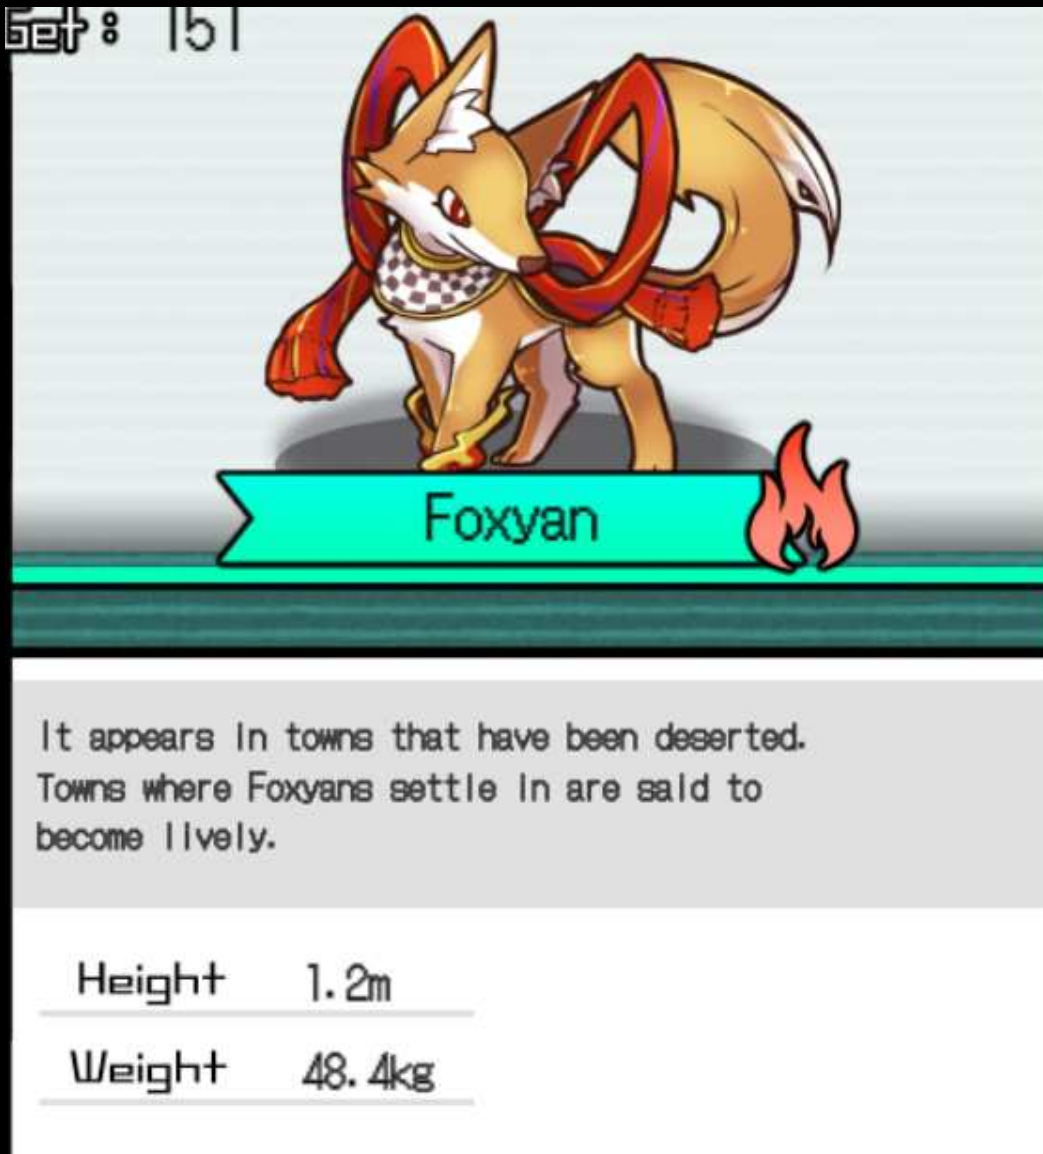 Get: 151
Foxyan
It appears in towns that have been deserted.
Towns where Foxyans settle in are said to
become lively.
Height 1.2m
Weight 48.4kg